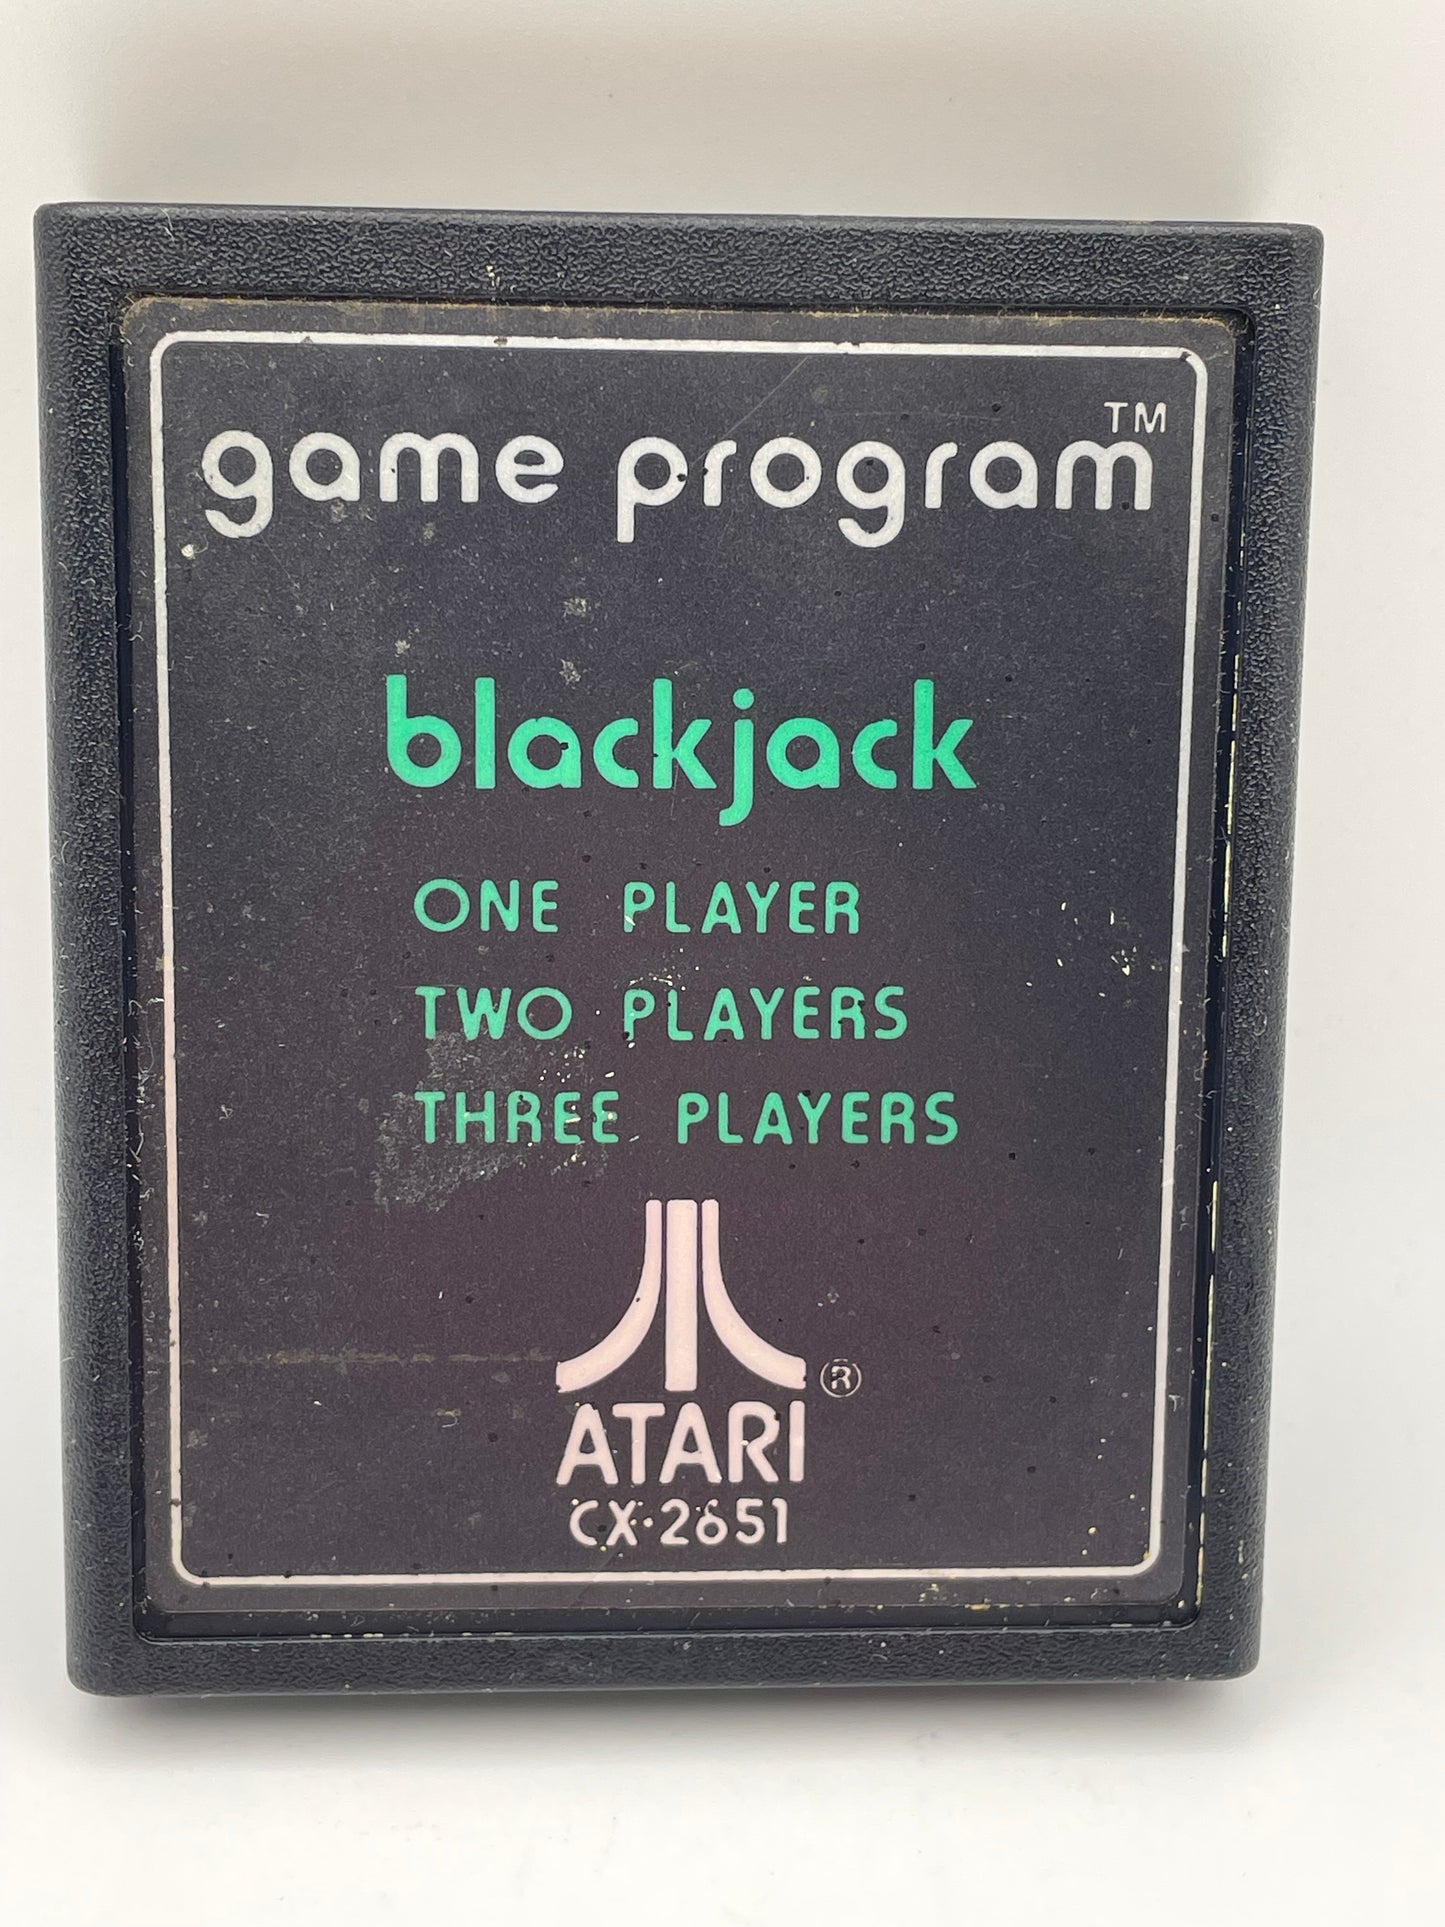 game program™
blackjack
ONE PLAYER
TWO PLAYERS
THREE PLAYERS
®
ATARI
CX-2651